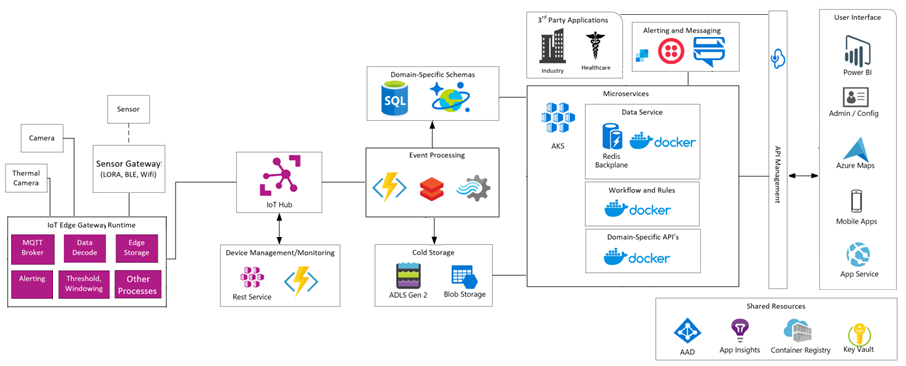 3rd Party Applications
Industry
Healthcare
Alerting and Messaging
User Interface
Power BI
Admin / Config
Azure Maps
Mobile Apps
App Service
API Management
Domain-Specific Schemas
SQL
Microservices
AKS
Data Service
Redis
Backplane
docker
Workflow and Rules
docker
Domain-Specific API's
docker
Sensor
Camera
Thermal
Camera
Sensor Gateway:
(LORA, BLE, Wifi)
IoT Hub
Event Processing
IoT Edge Gateway Runtime
MQTT
Broker
Data
Decode
Edge
Storage
Alerting
Threshold,
Windowing
Other
Processes
Device Management/Monitoring
Rest Service
Cold Storage
ADLS Gen 2
Blob Storage
Shared Resources
AAD
App Insights
Container Registry
Key Vault